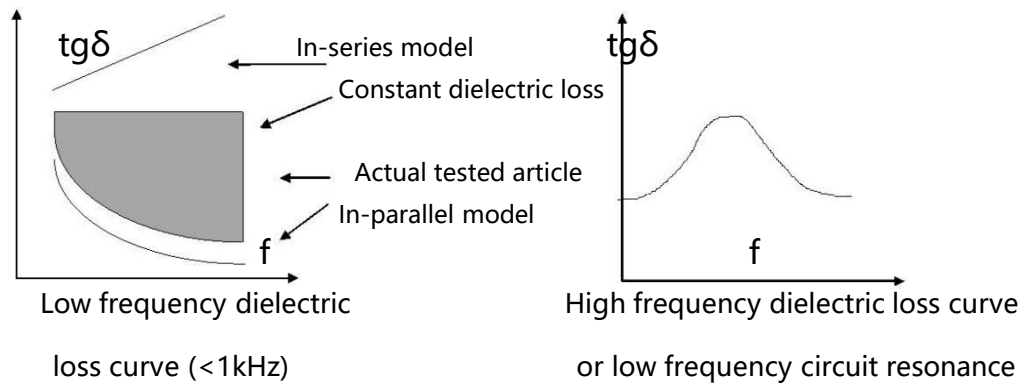 tgδ
In-series model
Constant dielectric loss
Actual tested article
In-parallel model
f
Low frequency dielectric
loss curve (<1kHz)
tgδ
f
High frequency dielectric loss curve
or low frequency circuit resonance